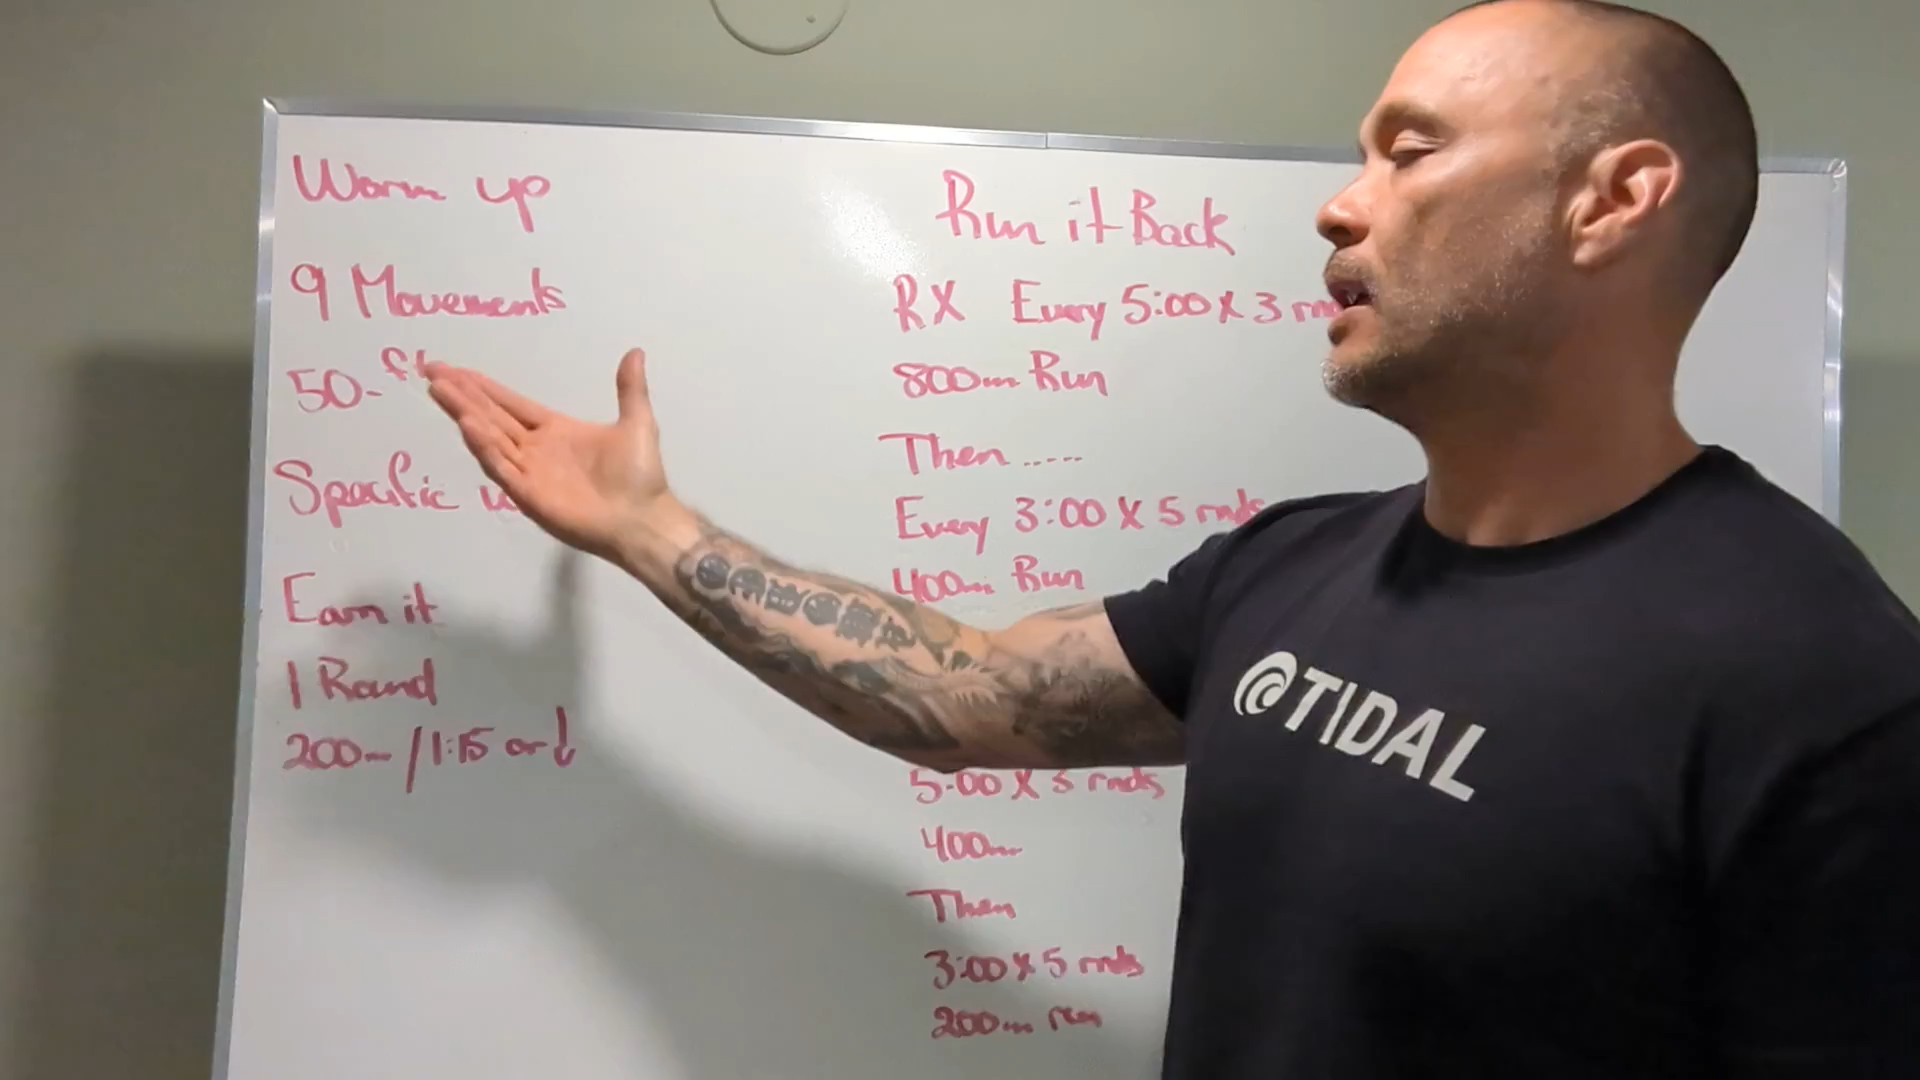 Warm up
9 Movements
50-ft
Specific
Earn it
1 Round
200m / 1:15 or ↓
Run it Back
RX Every 5:00 X 3
800m Run
Then.....
Every 3:00 X 5 rnds
400m Run
5:00 X 3 rnds
400m
Then
3:00 X 5 rnds
200m run
@TIDAL